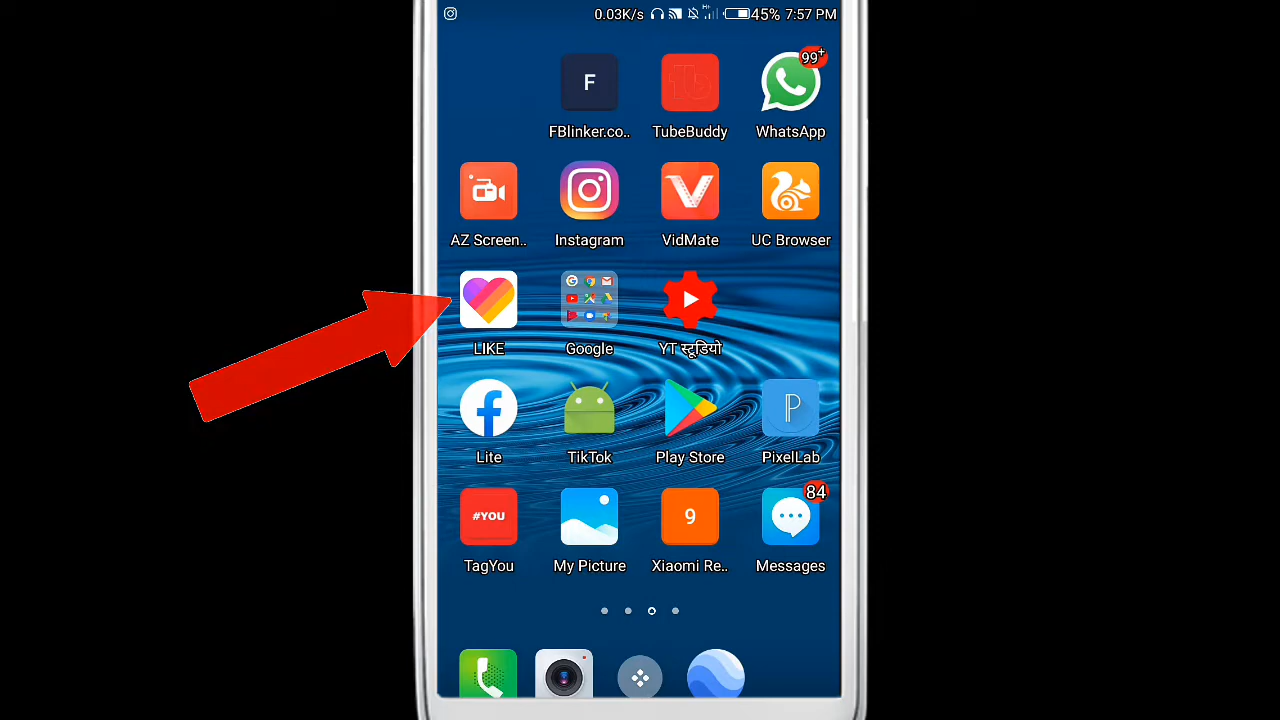 0.03K/s H+ 45% 7:57 PM
F Tb 99+
FBlinker.co.. TubeBuddy WhatsApp
AZ Screen.. Instagram VidMate UC Browser
LIKE Google YT स्टूडियो
P
Lite TikTok Play Store PixelLab
#YOU 9 84
TagYou My Picture Xiaomi Re.. Messages